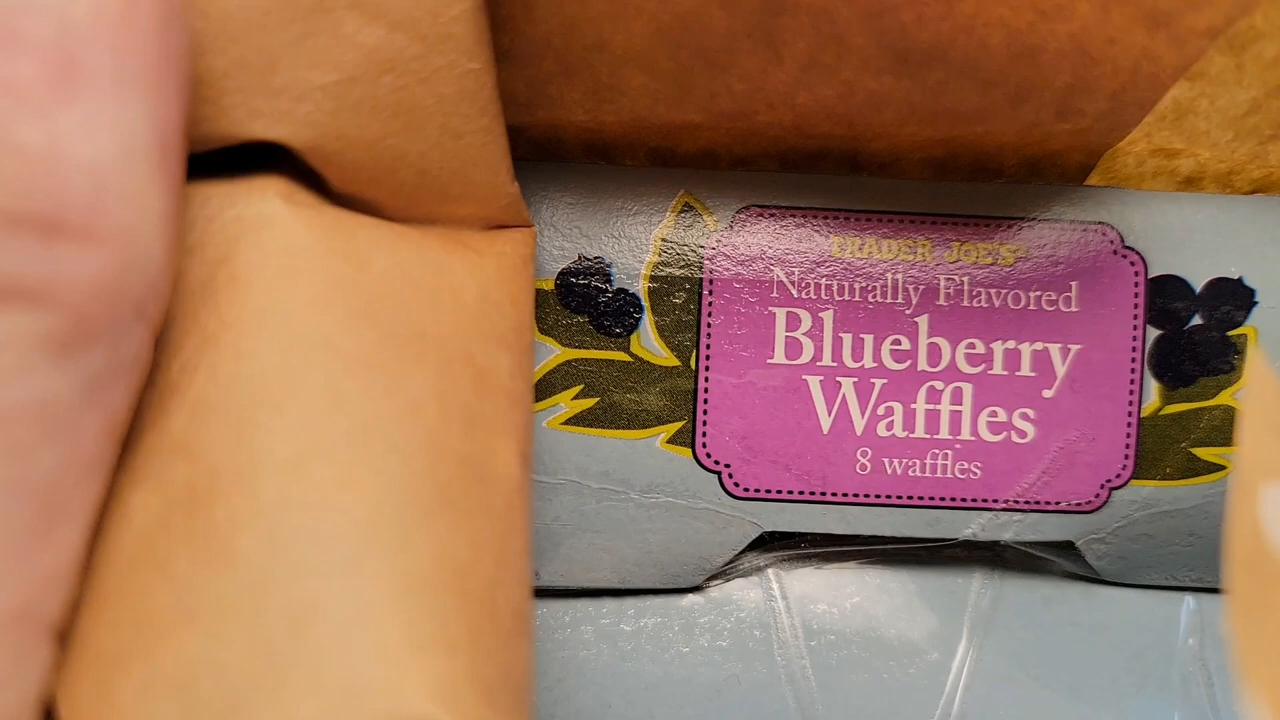 TRADER JOE'S®
Naturally Flavored
Blueberry
Waffles
8 waffles